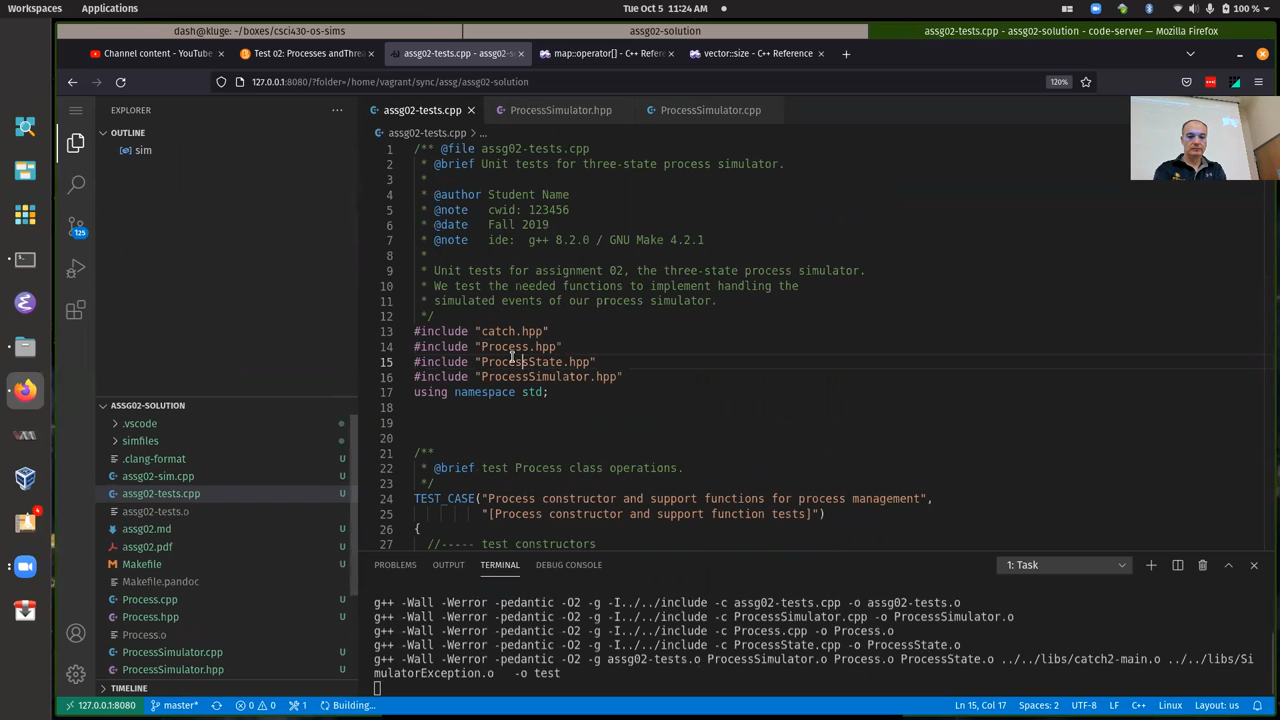 Workspaces Applications Tue Oct 5 11:24 AM 100 %
dash@kluge: ~/boxes/csci430-os-sims assg02-solution assg02-tests.cpp - assg02-solution - code-server — Mozilla Firefox
Channel content - YouTube Test 02: Processes andThrea assg02-tests.cpp - assg02-s map::operator[] - C++ Refere vector::size - C++ Reference
127.0.0.1:8080/?folder=/home/vagrant/sync/assg/assg02-solution 120%
EXPLORER
OUTLINE
sim
125
ASSG02-SOLUTION
.vscode
simfiles
.clang-format U
assg02-sim.cpp U
assg02-tests.cpp U
assg02-tests.o
assg02.md U
assg02.pdf U
Makefile U
Makefile.pandoc
Process.cpp U
Process.hpp U
Process.o
ProcessSimulator.cpp U
ProcessSimulator.hpp U
TIMELINE
assg02-tests.cpp ProcessSimulator.hpp ProcessSimulator.cpp
assg02-tests.cpp > ...
1 /** @file assg02-tests.cpp
2 * @brief Unit tests for three-state process simulator.
3 *
4 * @author Student Name
5 * @note cwid: 123456
6 * @date Fall 2019
7 * @note ide: g++ 8.2.0 / GNU Make 4.2.1
8 *
9 * Unit tests for assignment 02, the three-state process simulator.
10 * We test the needed functions to implement handling the
11 * simulated events of our process simulator.
12 */
13 #include "catch.hpp"
14 #include "Process.hpp"
15 #include "ProcessState.hpp"
16 #include "ProcessSimulator.hpp"
17 using namespace std;
18
19
20
21 /**
22 * @brief test Process class operations.
23 */
24 TEST_CASE("Process constructor and support functions for process management",
25 "[Process constructor and support function tests]")
26 {
27 //----- test constructors
PROBLEMS OUTPUT TERMINAL DEBUG CONSOLE 1: Task
g++ -Wall -Werror -pedantic -O2 -g -I../../include -c assg02-tests.cpp -o assg02-tests.o
g++ -Wall -Werror -pedantic -O2 -g -I../../include -c ProcessSimulator.cpp -o ProcessSimulator.o
g++ -Wall -Werror -pedantic -O2 -g -I../../include -c Process.cpp -o Process.o
g++ -Wall -Werror -pedantic -O2 -g -I../../include -c ProcessState.cpp -o ProcessState.o
g++ -Wall -Werror -pedantic -O2 -g assg02-tests.o ProcessSimulator.o Process.o ProcessState.o ../../libs/catch2-main.o ../../libs/Si
mulatorException.o -o test
127.0.0.1:8080 master* 0 0 1 Building... Ln 15, Col 17 Spaces: 2 UTF-8 LF C++ Linux Layout: us